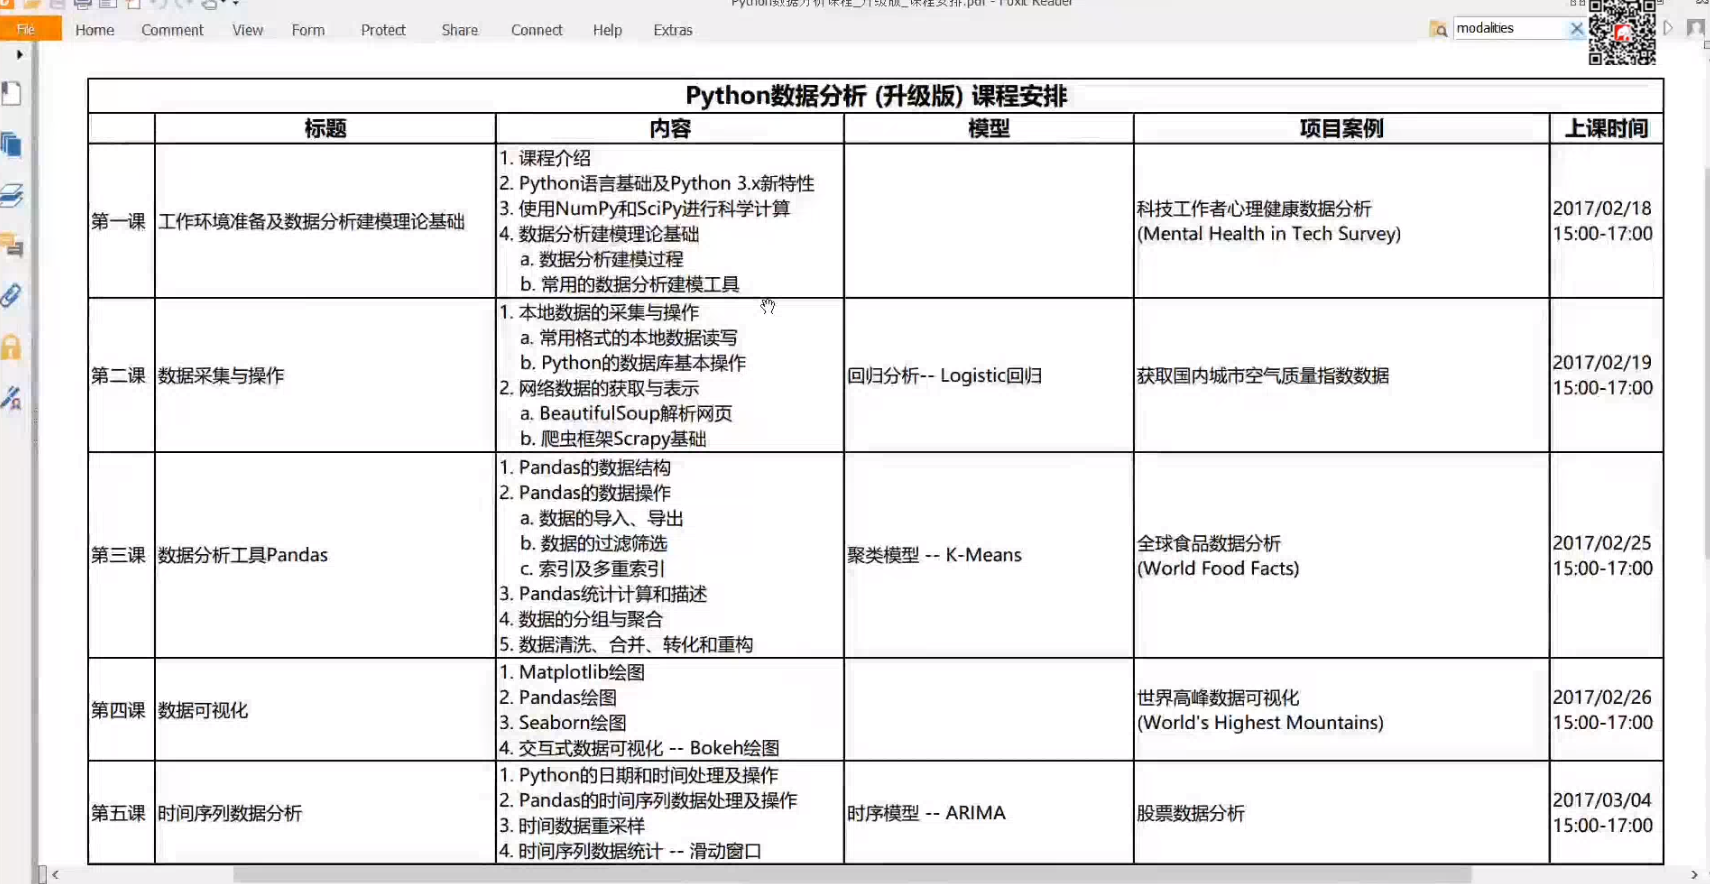 Python数据分析课程_升级版_课程安排.pdf - Foxit Reader
File Home Comment View Form Protect Share Connect Help Extras
modalities
Python数据分析 (升级版) 课程安排
标题 内容 模型 项目案例 上课时间
第一课
工作环境准备及数据分析建模理论基础
1. 课程介绍
2. Python语言基础及Python 3.x新特性
3. 使用NumPy和SciPy进行科学计算
4. 数据分析建模理论基础
a. 数据分析建模过程
b. 常用的数据分析建模工具
科技工作者心理健康数据分析
(Mental Health in Tech Survey)
2017/02/18
15:00-17:00
第二课
数据采集与操作
1. 本地数据的采集与操作
a. 常用格式的本地数据读写
b. Python的数据库基本操作
2. 网络数据的获取与表示
a. BeautifulSoup解析网页
b. 爬虫框架Scrapy基础
回归分析-- Logistic回归
获取国内城市空气质量指数数据
2017/02/19
15:00-17:00
第三课
数据分析工具Pandas
1. Pandas的数据结构
2. Pandas的数据操作
a. 数据的导入、导出
b. 数据的过滤筛选
c. 索引及多重索引
3. Pandas统计计算和描述
4. 数据的分组与聚合
5. 数据清洗、合并、转化和重构
聚类模型 -- K-Means
全球食品数据分析
(World Food Facts)
2017/02/25
15:00-17:00
第四课
数据可视化
1. Matplotlib绘图
2. Pandas绘图
3. Seaborn绘图
4. 交互式数据可视化 -- Bokeh绘图
世界高峰数据可视化
(World's Highest Mountains)
2017/02/26
15:00-17:00
第五课
时间序列数据分析
1. Python的日期和时间处理及操作
2. Pandas的时间序列数据处理及操作
3. 时间数据重采样
4. 时间序列数据统计 -- 滑动窗口
时序模型 -- ARIMA
股票数据分析
2017/03/04
15:00-17:00